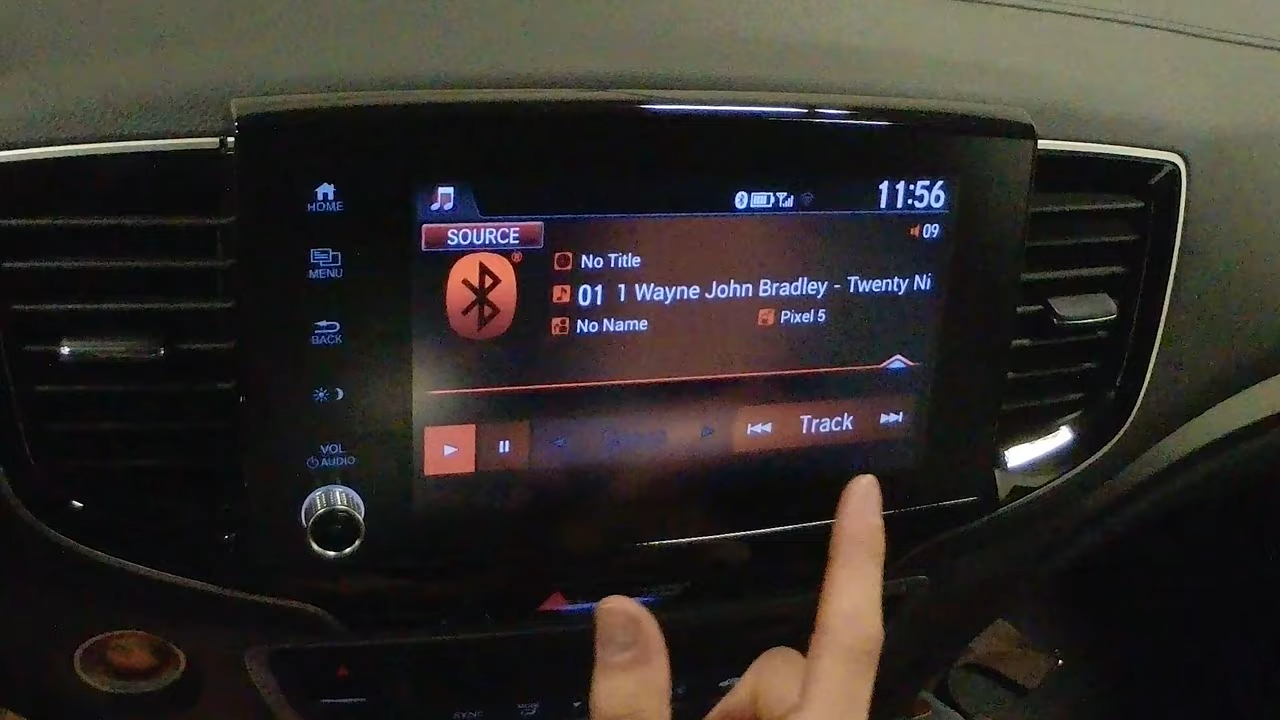 HOME
MENU
BACK
VOL
AUDIO
11:56
09
SOURCE
®
No Title
01 1 Wayne John Bradley - Twenty Ni
No Name
Pixel 5
Track
SYNC